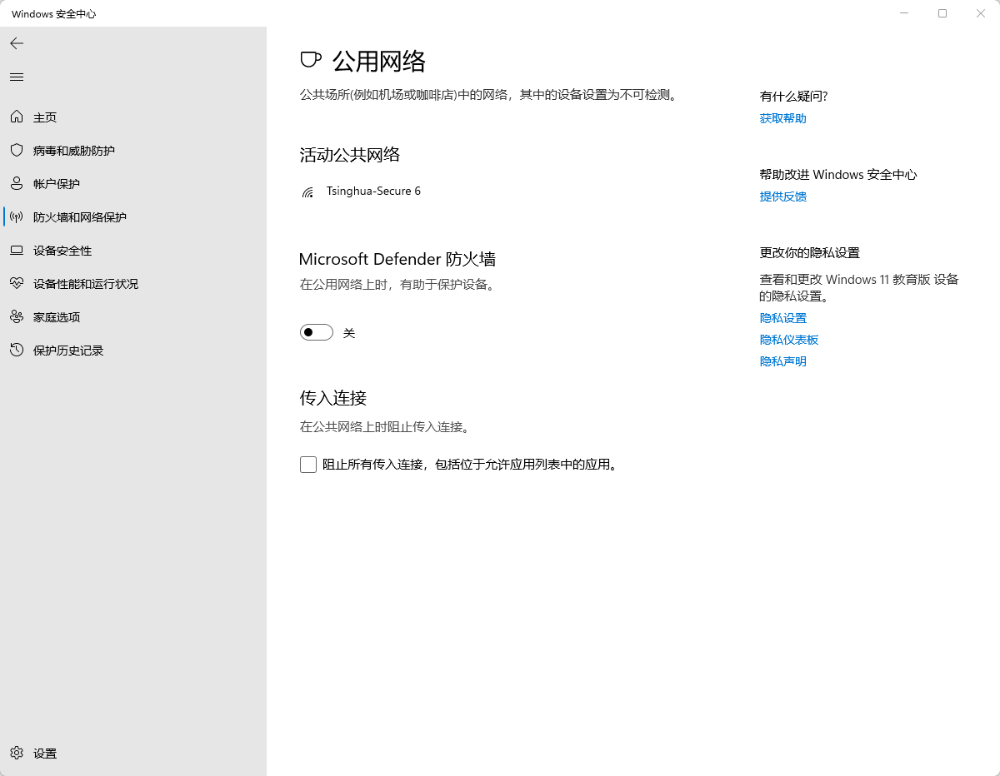 Windows 安全中心
主页
病毒和威胁防护
帐户保护
防火墙和网络保护
设备安全性
设备性能和运行状况
家庭选项
保护历史记录
设置
公用网络
公共场所(例如机场或咖啡店)中的网络，其中的设备设置为不可检测。
活动公共网络
Tsinghua-Secure 6
Microsoft Defender 防火墙
在公用网络上时，有助于保护设备。
关
传入连接
在公共网络上时阻止传入连接。
阻止所有传入连接，包括位于允许应用列表中的应用。
有什么疑问?
获取帮助
帮助改进 Windows 安全中心
提供反馈
更改你的隐私设置
查看和更改 Windows 11 教育版 设备
的隐私设置。
隐私设置
隐私仪表板
隐私声明